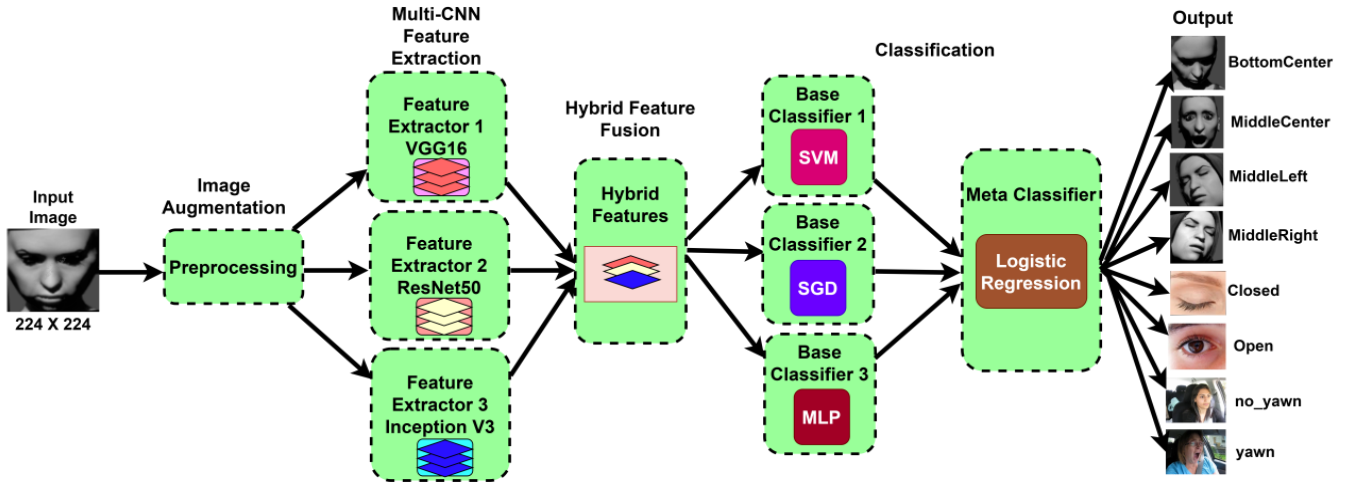 Input
Image
224 X 224
Image
Augmentation
Preprocessing
Multi-CNN
Feature
Extraction
Feature
Extractor 1
VGG16
Feature
Extractor 2
ResNet50
Feature
Extractor 3
Inception V3
Hybrid Feature
Fusion
Hybrid
Features
Classification
Base
Classifier 1
SVM
Base
Classifier 2
SGD
Base
Classifier 3
MLP
Meta Classifier
Logistic
Regression
Output
BottomCenter
MiddleCenter
MiddleLeft
MiddleRight
Closed
Open
no_yawn
yawn